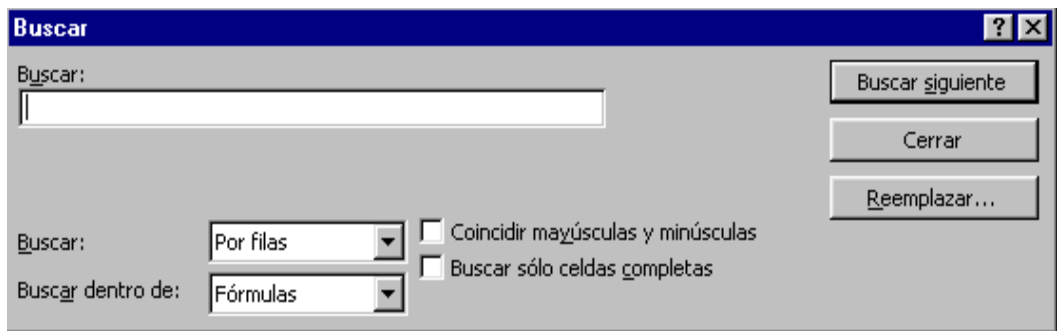 Buscar
Buscar:
Buscar siguiente
Cerrar
Reemplazar...
Buscar: Por filas
Coincidir mayúsculas y minúsculas
Buscar dentro de: Fórmulas
Buscar sólo celdas completas